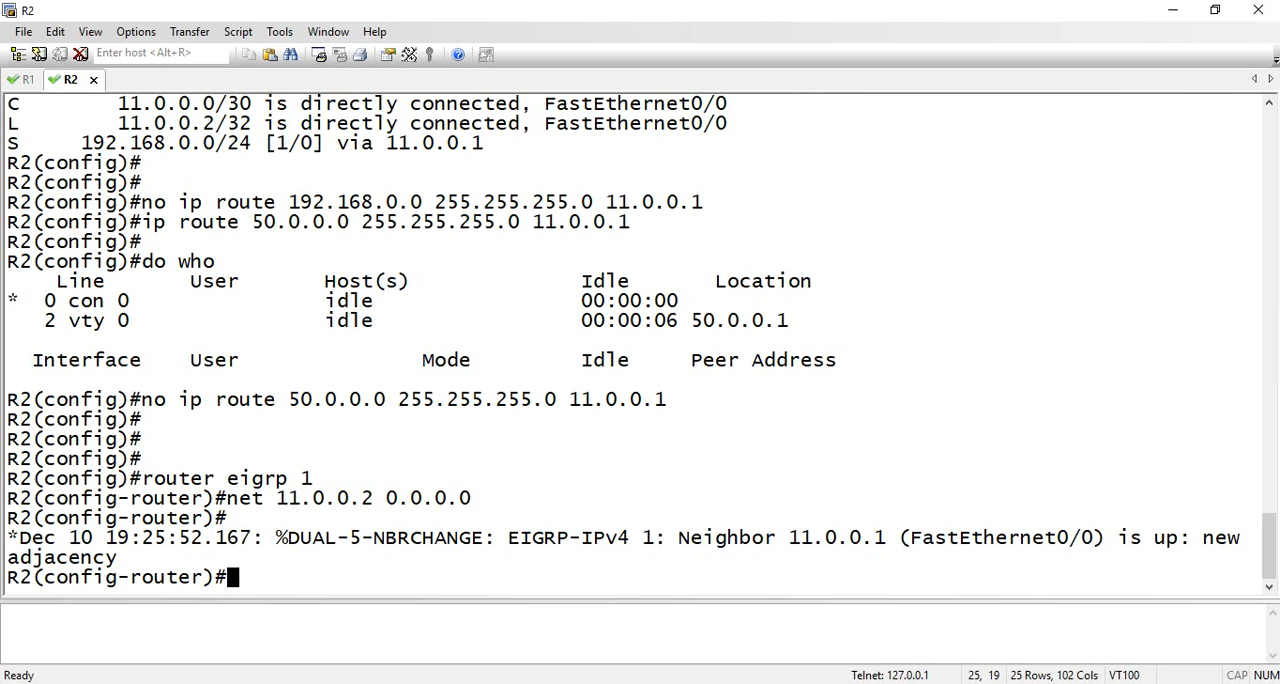 R2
File Edit View Options Transfer Script Tools Window Help
Enter host <Alt+R>
R1 R2
C        11.0.0.0/30 is directly connected, FastEthernet0/0
L        11.0.0.2/32 is directly connected, FastEthernet0/0
S     192.168.0.0/24 [1/0] via 11.0.0.1
R2(config)#
R2(config)#
R2(config)#no ip route 192.168.0.0 255.255.255.0 11.0.0.1
R2(config)#ip route 50.0.0.0 255.255.255.0 11.0.0.1
R2(config)#
R2(config)#do who
    Line       User       Host(s)              Idle       Location
*  0 con 0                idle                 00:00:00
   2 vty 0                idle                 00:00:06 50.0.0.1
  Interface    User               Mode         Idle     Peer Address
R2(config)#no ip route 50.0.0.0 255.255.255.0 11.0.0.1
R2(config)#
R2(config)#
R2(config)#
R2(config)#router eigrp 1
R2(config-router)#net 11.0.0.2 0.0.0.0
R2(config-router)#
*Dec 10 19:25:52.167: %DUAL-5-NBRCHANGE: EIGRP-IPv4 1: Neighbor 11.0.0.1 (FastEthernet0/0) is up: new
adjacency
R2(config-router)#
Ready Telnet: 127.0.0.1 25, 19 25 Rows, 102 Cols VT100 CAP NUM